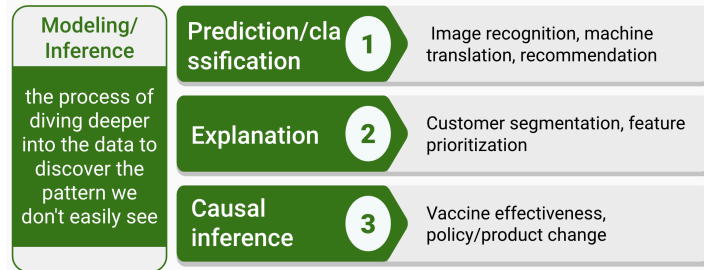 Modeling/
Inference
the process of
diving deeper
into the data to
discover the
pattern we
don't easily see
Prediction/cla
ssification
1
Image recognition, machine
translation, recommendation
Explanation
2
Customer segmentation, feature
prioritization
Causal
inference
3
Vaccine effectiveness,
policy/product change